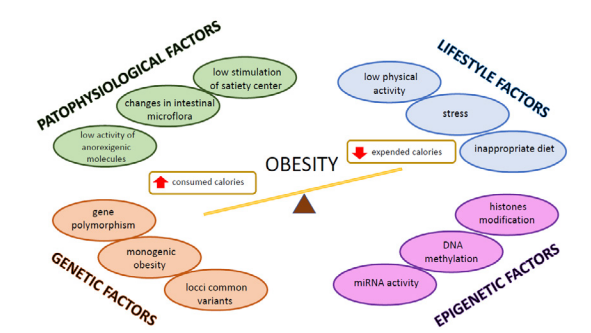 PATOPHYSIOLOGICAL FACTORS
low stimulation
of satiety center
changes in intestinal
microflora
low activity of
anorexigenic
molecules
LIFESTYLE FACTORS
low physical
activity
stress
inappropriate diet
OBESITY
expended calories
consumed calories
gene
polymorphism
monogenic
obesity
locci common
variants
GENETIC FACTORS
histones
modification
DNA
methylation
miRNA activity
EPIGENETIC FACTORS